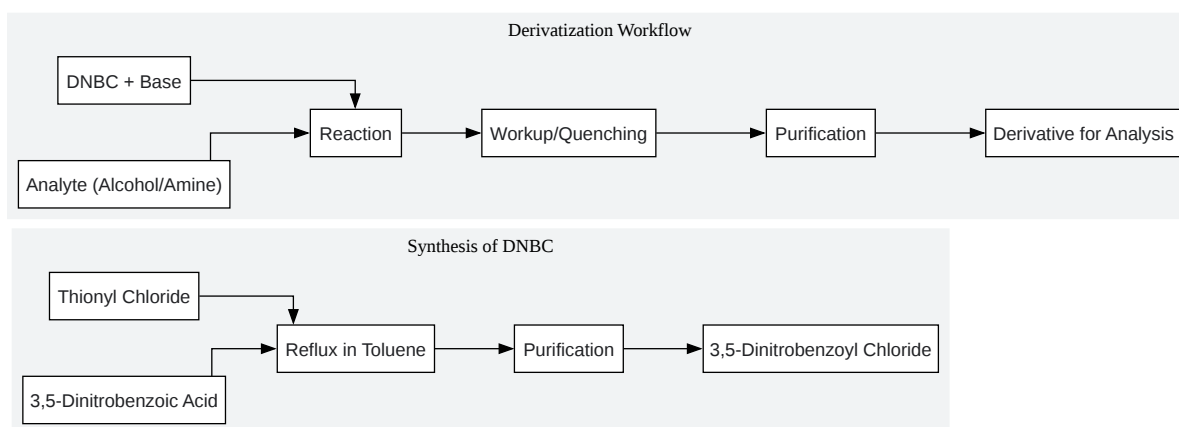 Derivatization Workflow
DNBC + Base
Analyte (Alcohol/Amine)
Reaction
Workup/Quenching
Purification
Derivative for Analysis
Synthesis of DNBC
Thionyl Chloride
3,5-Dinitrobenzoic Acid
Reflux in Toluene
Purification
3,5-Dinitrobenzoyl Chloride